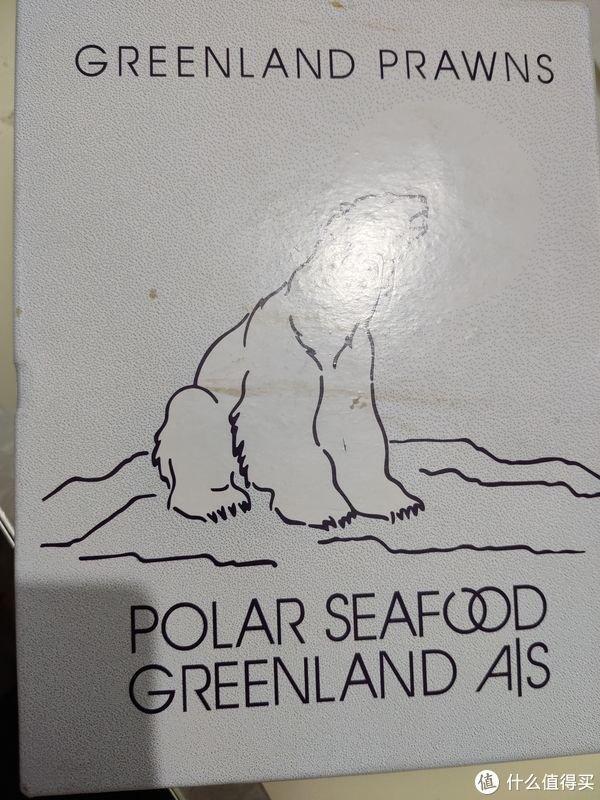 GREENLAND PRAWNS
POLAR SEAFOOD
GREENLAND A|S
值 什么值得买